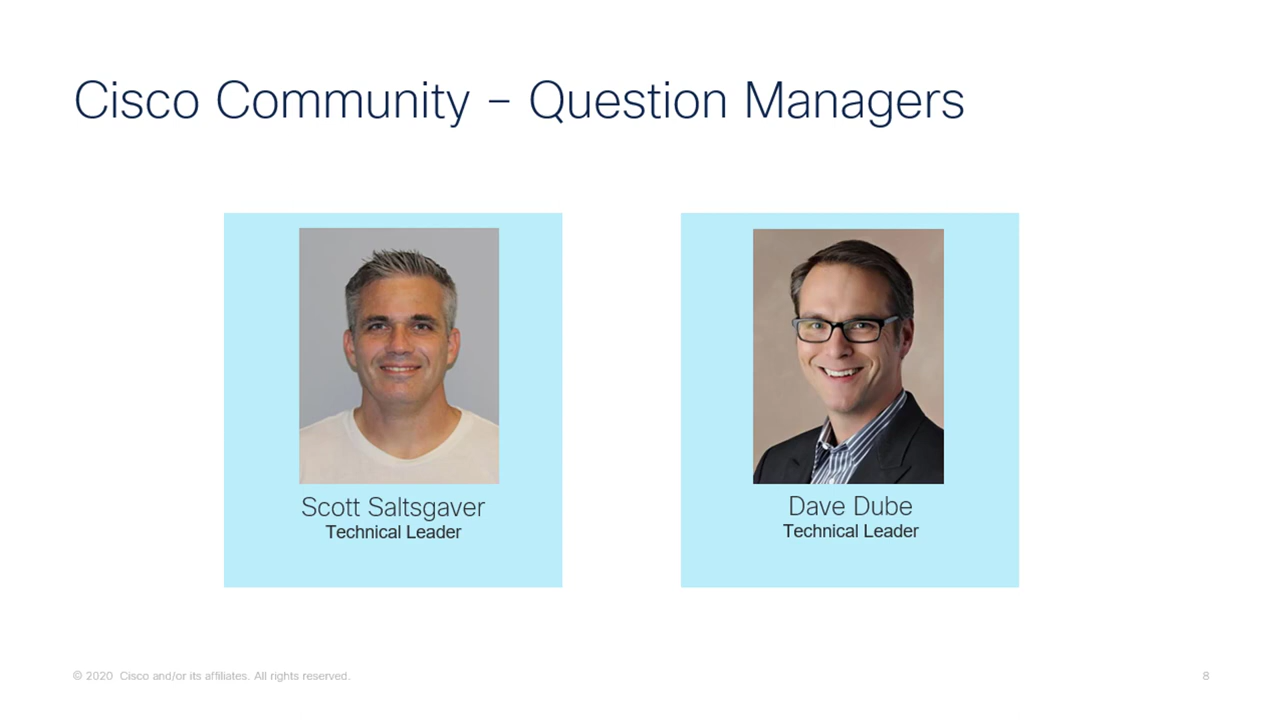 Cisco Community – Question Managers
Scott Saltsgaver
Technical Leader
Dave Dube
Technical Leader
© 2020 Cisco and/or its affiliates. All rights reserved.
8